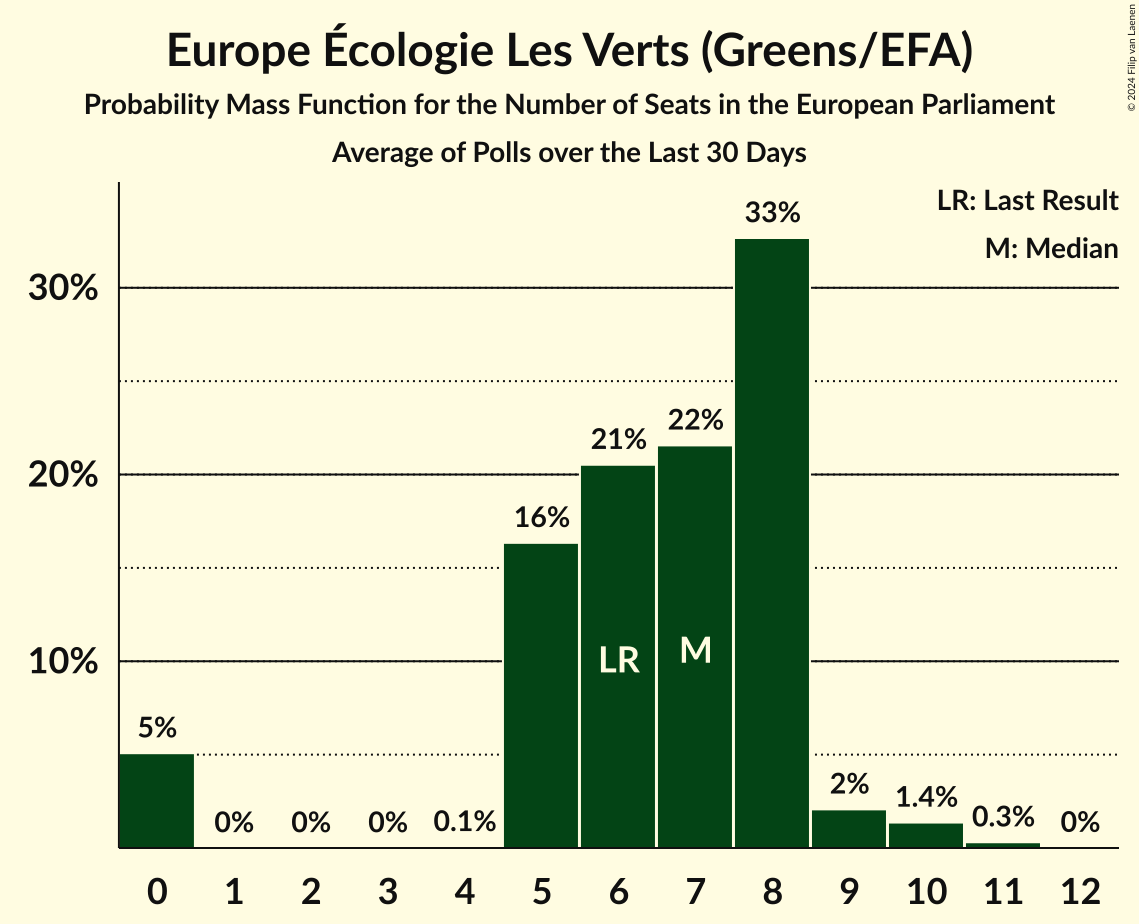 Europe Écologie Les Verts (Greens/EFA)
Probability Mass Function for the Number of Seats in the European Parliament
Average of Polls over the Last 30 Days
© 2024 Filip van Laenen
LR: Last Result
M: Median
33%
30%
22%
21%
20%
16%
LR
M
10%
5%
0%
0%
0%
0.1%
2%
1.4%
0.3%
0%
0 1 2 3 4 5 6 7 8 9 10 11 12